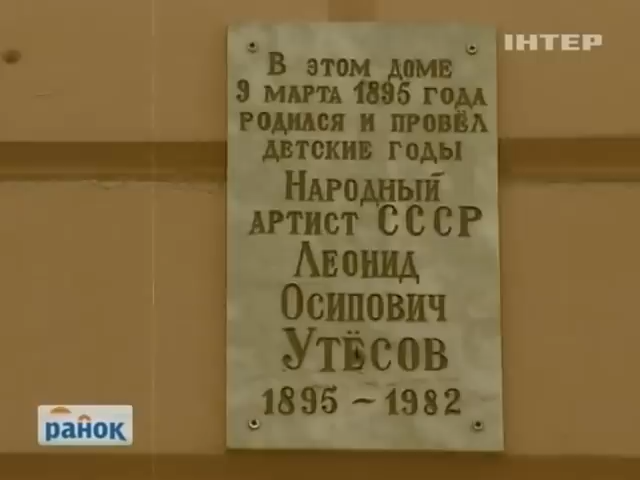 ІНТЕР
В этом доме
9 марта 1895 года
родился и провёл
детские годы
Народный
артист СССР
Леонид
Осипович
Утёсов
1895 – 1982
ранок